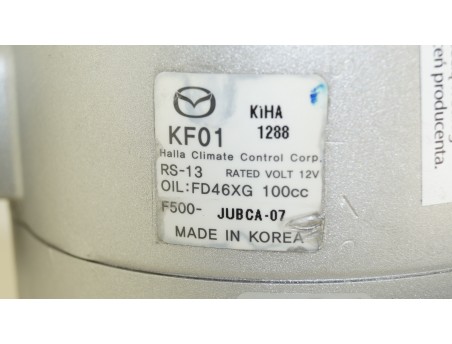 KiHA
KF01 1288
Halla Climate Control Corp.
RS-13 RATED VOLT 12V
OIL:FD46XG 100cc
F500- JUBCA-07
MADE IN KOREA
producenta.